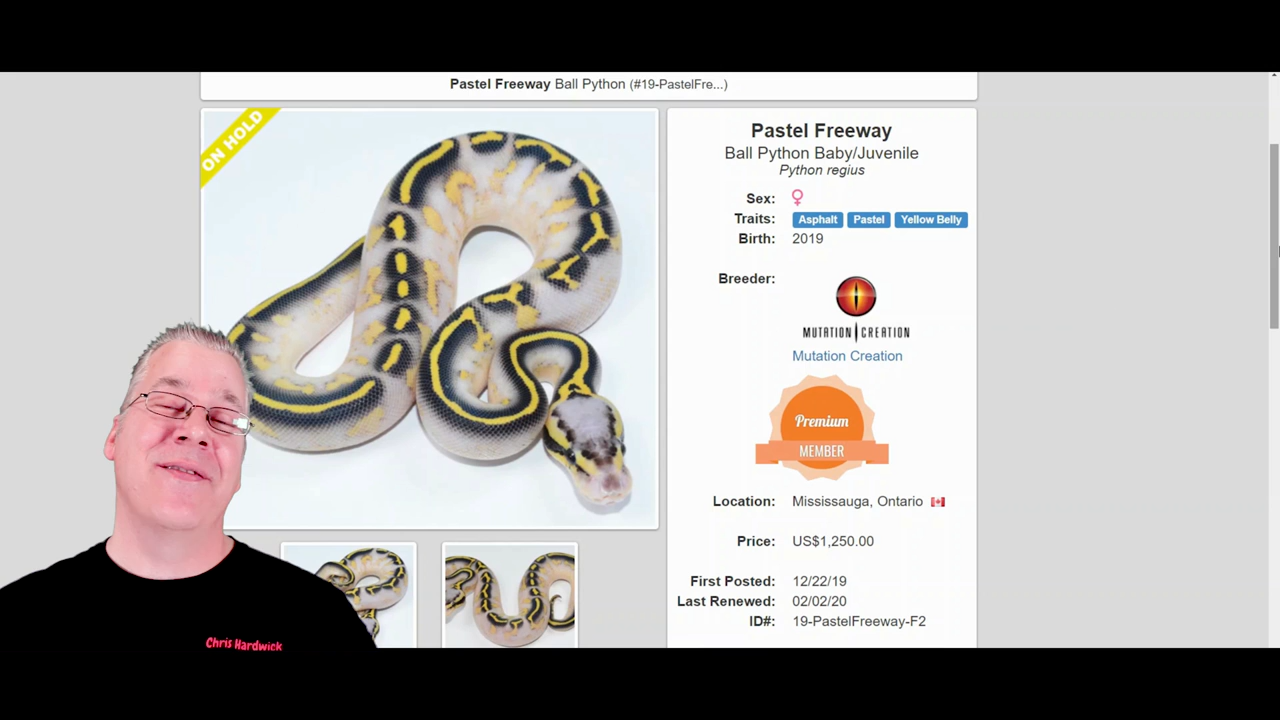 Pastel Freeway Ball Python (#19-PastelFre...)
ON HOLD
Pastel Freeway
Ball Python Baby/Juvenile
Python regius
Sex: ♀
Traits: Asphalt Pastel Yellow Belly
Birth: 2019
Breeder:
MUTATION CREATION
Mutation Creation
Premium
MEMBER
Location: Mississauga, Ontario
Price: US$1,250.00
First Posted: 12/22/19
Last Renewed: 02/02/20
ID#: 19-PastelFreeway-F2
Chris Hardwick